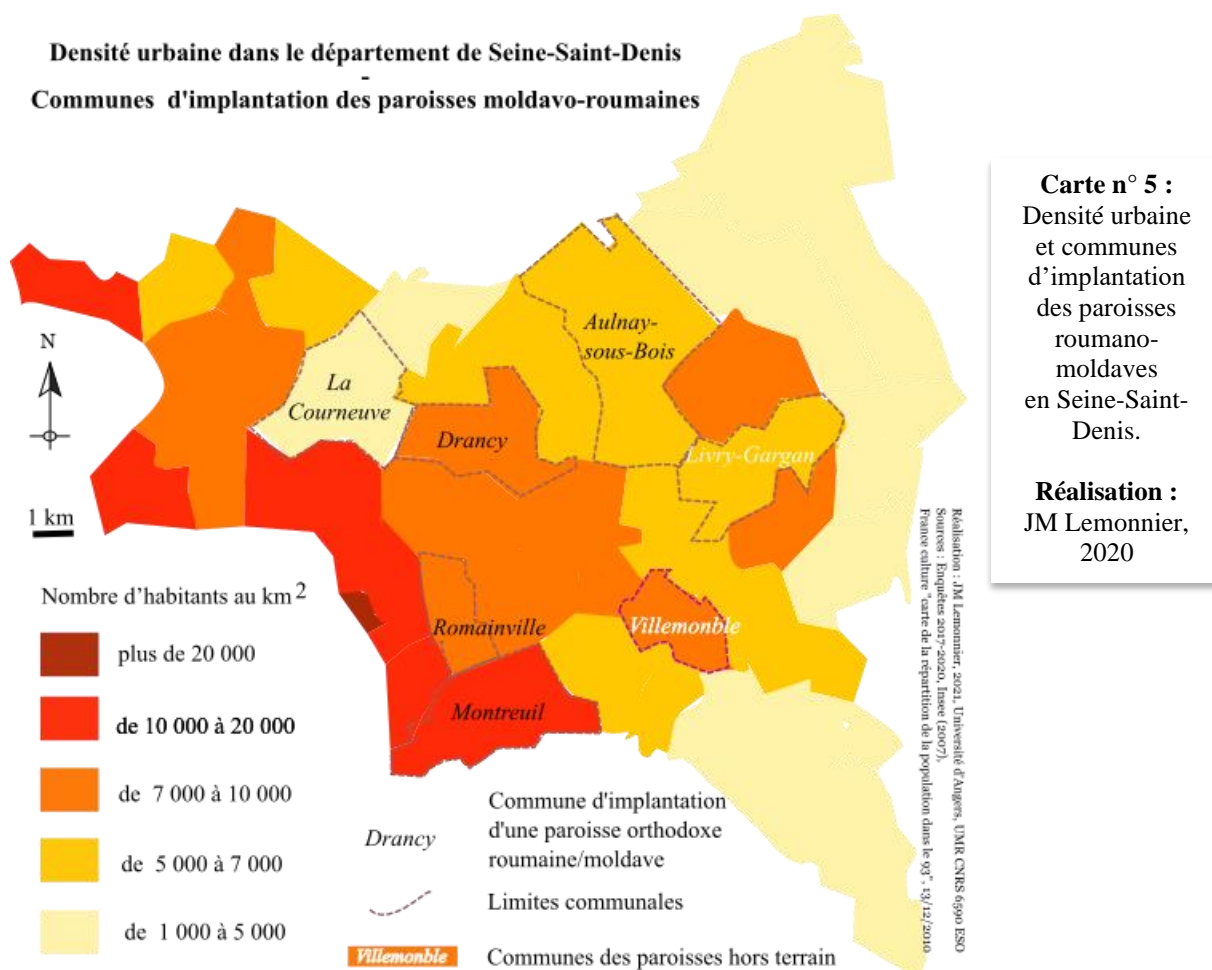 Densité urbaine dans le département de Seine-Saint-Denis
-
Communes d'implantation des paroisses moldavo-roumaines
Carte n° 5 :
Densité urbaine
et communes
d’implantation
des paroisses
roumano-
moldaves
en Seine-Saint-
Denis.
Réalisation :
JM Lemonnier,
2020
N
1 km
Aulnay-
sous-Bois
La
Courneuve
Drancy
Livry-Gargan
Romainville
Villemonble
Montreuil
Nombre d’habitants au km²
plus de 20 000
de 10 000 à 20 000
de 7 000 à 10 000
de 5 000 à 7 000
de 1 000 à 5 000
Drancy
Commune d'implantation
d'une paroisse orthodoxe
roumaine/moldave
Limites communales
Villemonble
Communes des paroisses hors terrain
Réalisation : JM Lemonnier, 2021, Université d'Angers, UMR CNRS 6590 ESO
Sources : Enquêtes 2017-2020, Insee (2007),
France culture "carte de la répartition de la population dans le 93", 13/12/2010